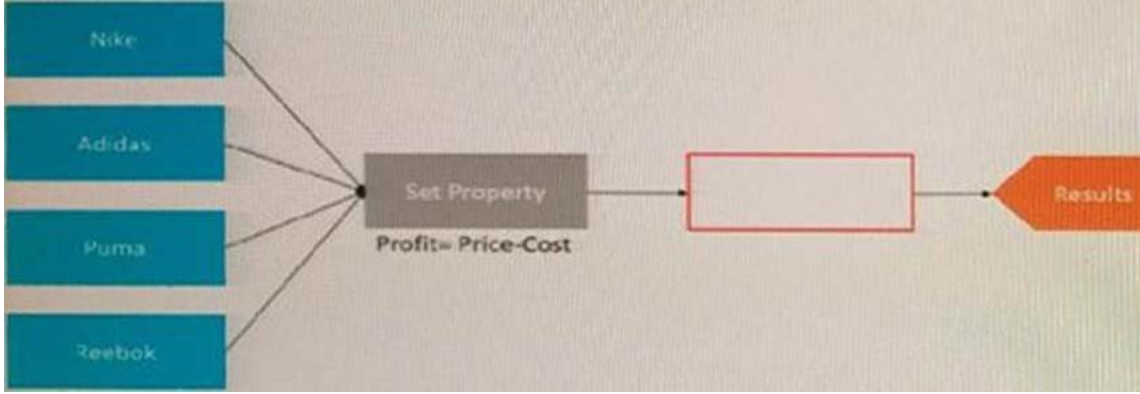 Nike
Adidas
Set Property
Results
Profit= Price-Cost
Puma
Reebok